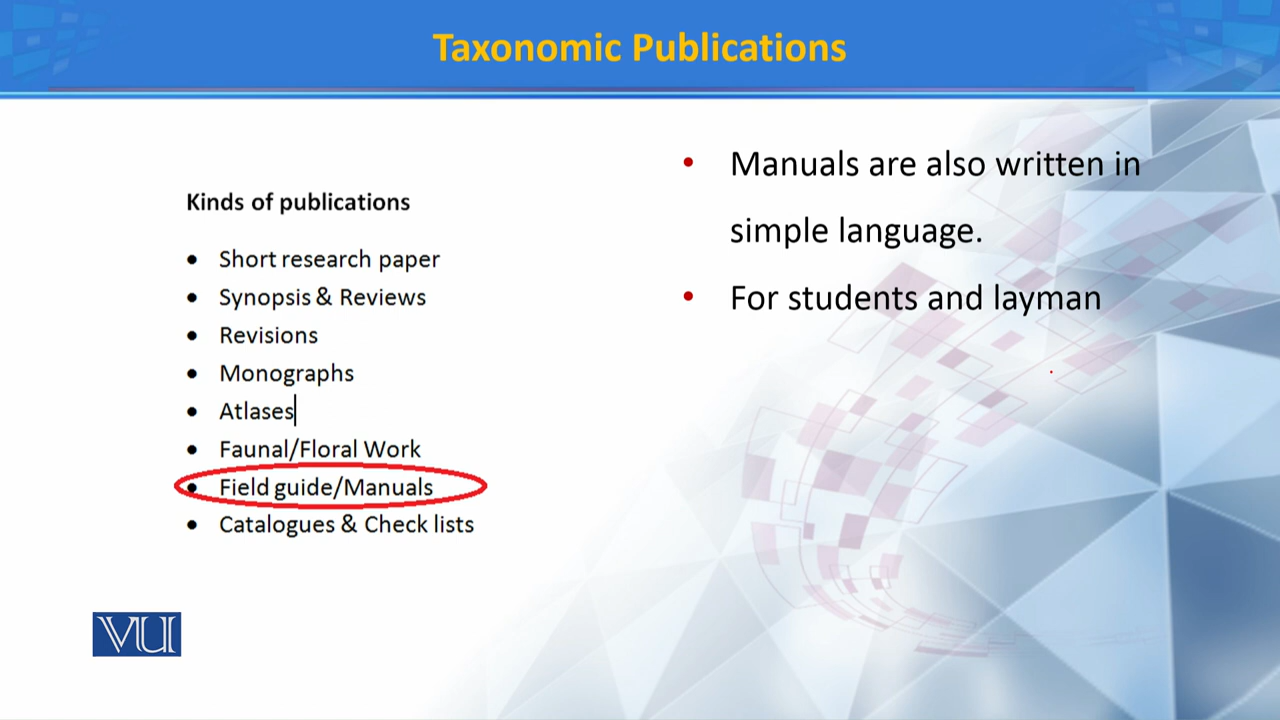 Taxonomic Publications
Kinds of publications
• Short research paper
• Synopsis & Reviews
• Revisions
• Monographs
• Atlases
• Faunal/Floral Work
• Field guide/Manuals
• Catalogues & Check lists
• Manuals are also written in
simple language.
• For students and layman
VU